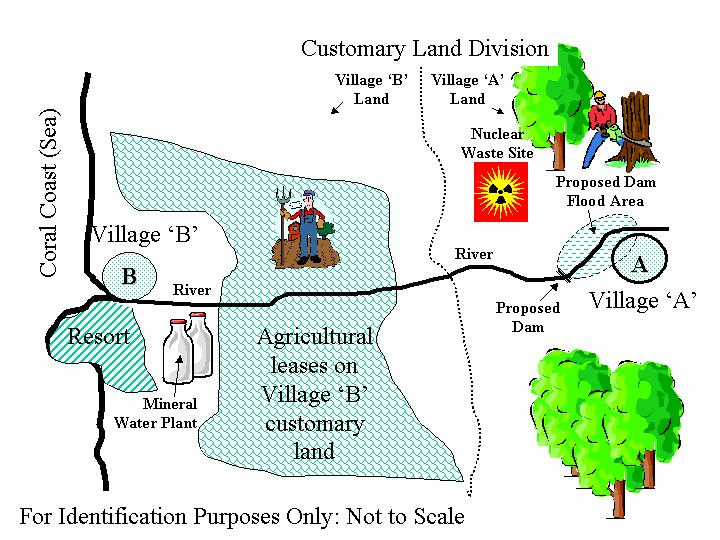 Customary Land Division
Village ‘B’
Land
Village ‘A’
Land
Nuclear
Waste Site
Coral Coast (Sea)
Proposed Dam
Flood Area
Village ‘B’
B
River
River
A
Village ‘A’
Proposed
Dam
Resort
Mineral
Water Plant
Agricultural
leases on
Village ‘B’
customary
land
For Identification Purposes Only: Not to Scale